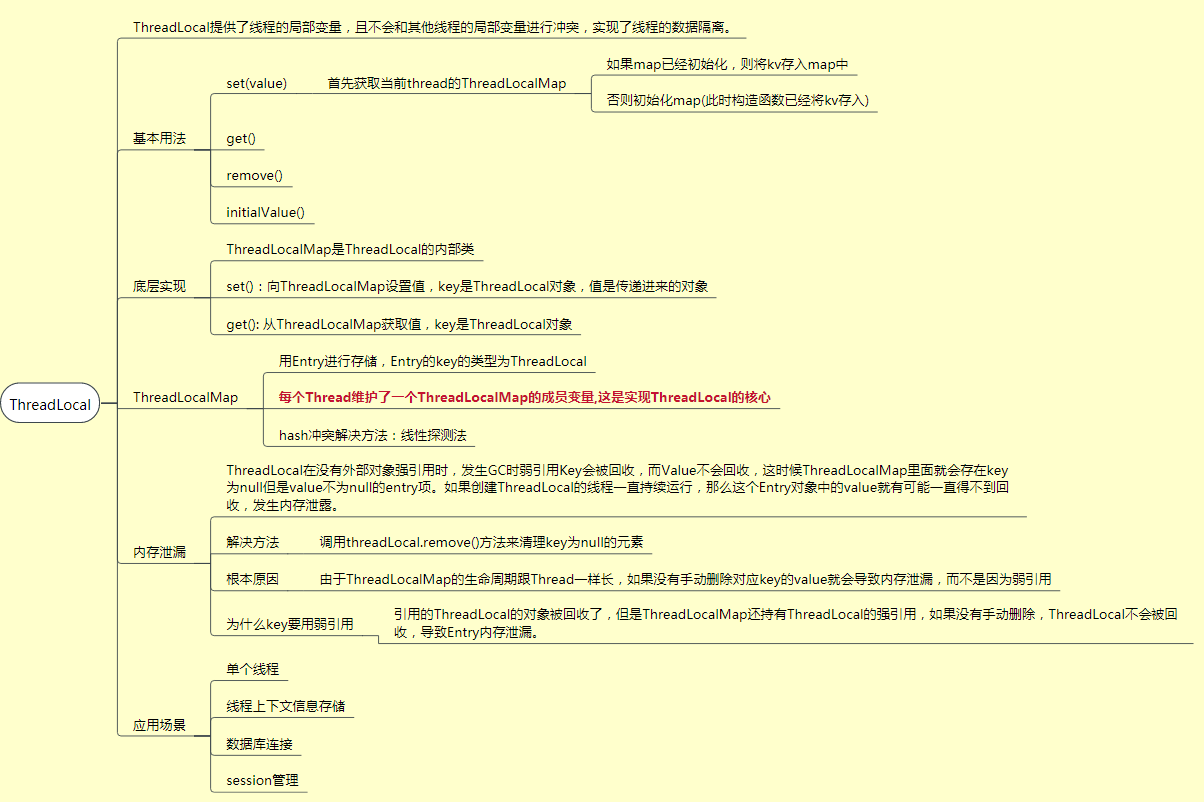 ThreadLocal提供了线程的局部变量，且不会和其他线程的局部变量进行冲突，实现了线程的数据隔离。
如果map已经初始化，则将kv存入map中
set(value)
首先获取当前thread的ThreadLocalMap
否则初始化map(此时构造函数已经将kv存入)
基本用法
get()
remove()
initialValue()
ThreadLocalMap是ThreadLocal的内部类
底层实现
set()：向ThreadLocalMap设置值，key是ThreadLocal对象，值是传递进来的对象
get(): 从ThreadLocalMap获取值，key是ThreadLocal对象
用Entry进行存储，Entry的key的类型为ThreadLocal
ThreadLocal
ThreadLocalMap
每个Thread维护了一个ThreadLocalMap的成员变量,这是实现ThreadLocal的核心
hash冲突解决方法：线性探测法
ThreadLocal在没有外部对象强引用时，发生GC时弱引用Key会被回收，而Value不会回收，这时候ThreadLocalMap里面就会存在key
为null但是value不为null的entry项。如果创建ThreadLocal的线程一直持续运行，那么这个Entry对象中的value就有可能一直得不到回
收，发生内存泄露。
内存泄漏
解决方法
调用threadLocal.remove()方法来清理key为null的元素
根本原因
由于ThreadLocalMap的生命周期跟Thread一样长，如果没有手动删除对应key的value就会导致内存泄漏，而不是因为弱引用
为什么key要用弱引用
引用的ThreadLocal的对象被回收了，但是ThreadLocalMap还持有ThreadLocal的强引用，如果没有手动删除，ThreadLocal不会被回
收，导致Entry内存泄漏。
单个线程
线程上下文信息存储
应用场景
数据库连接
session管理